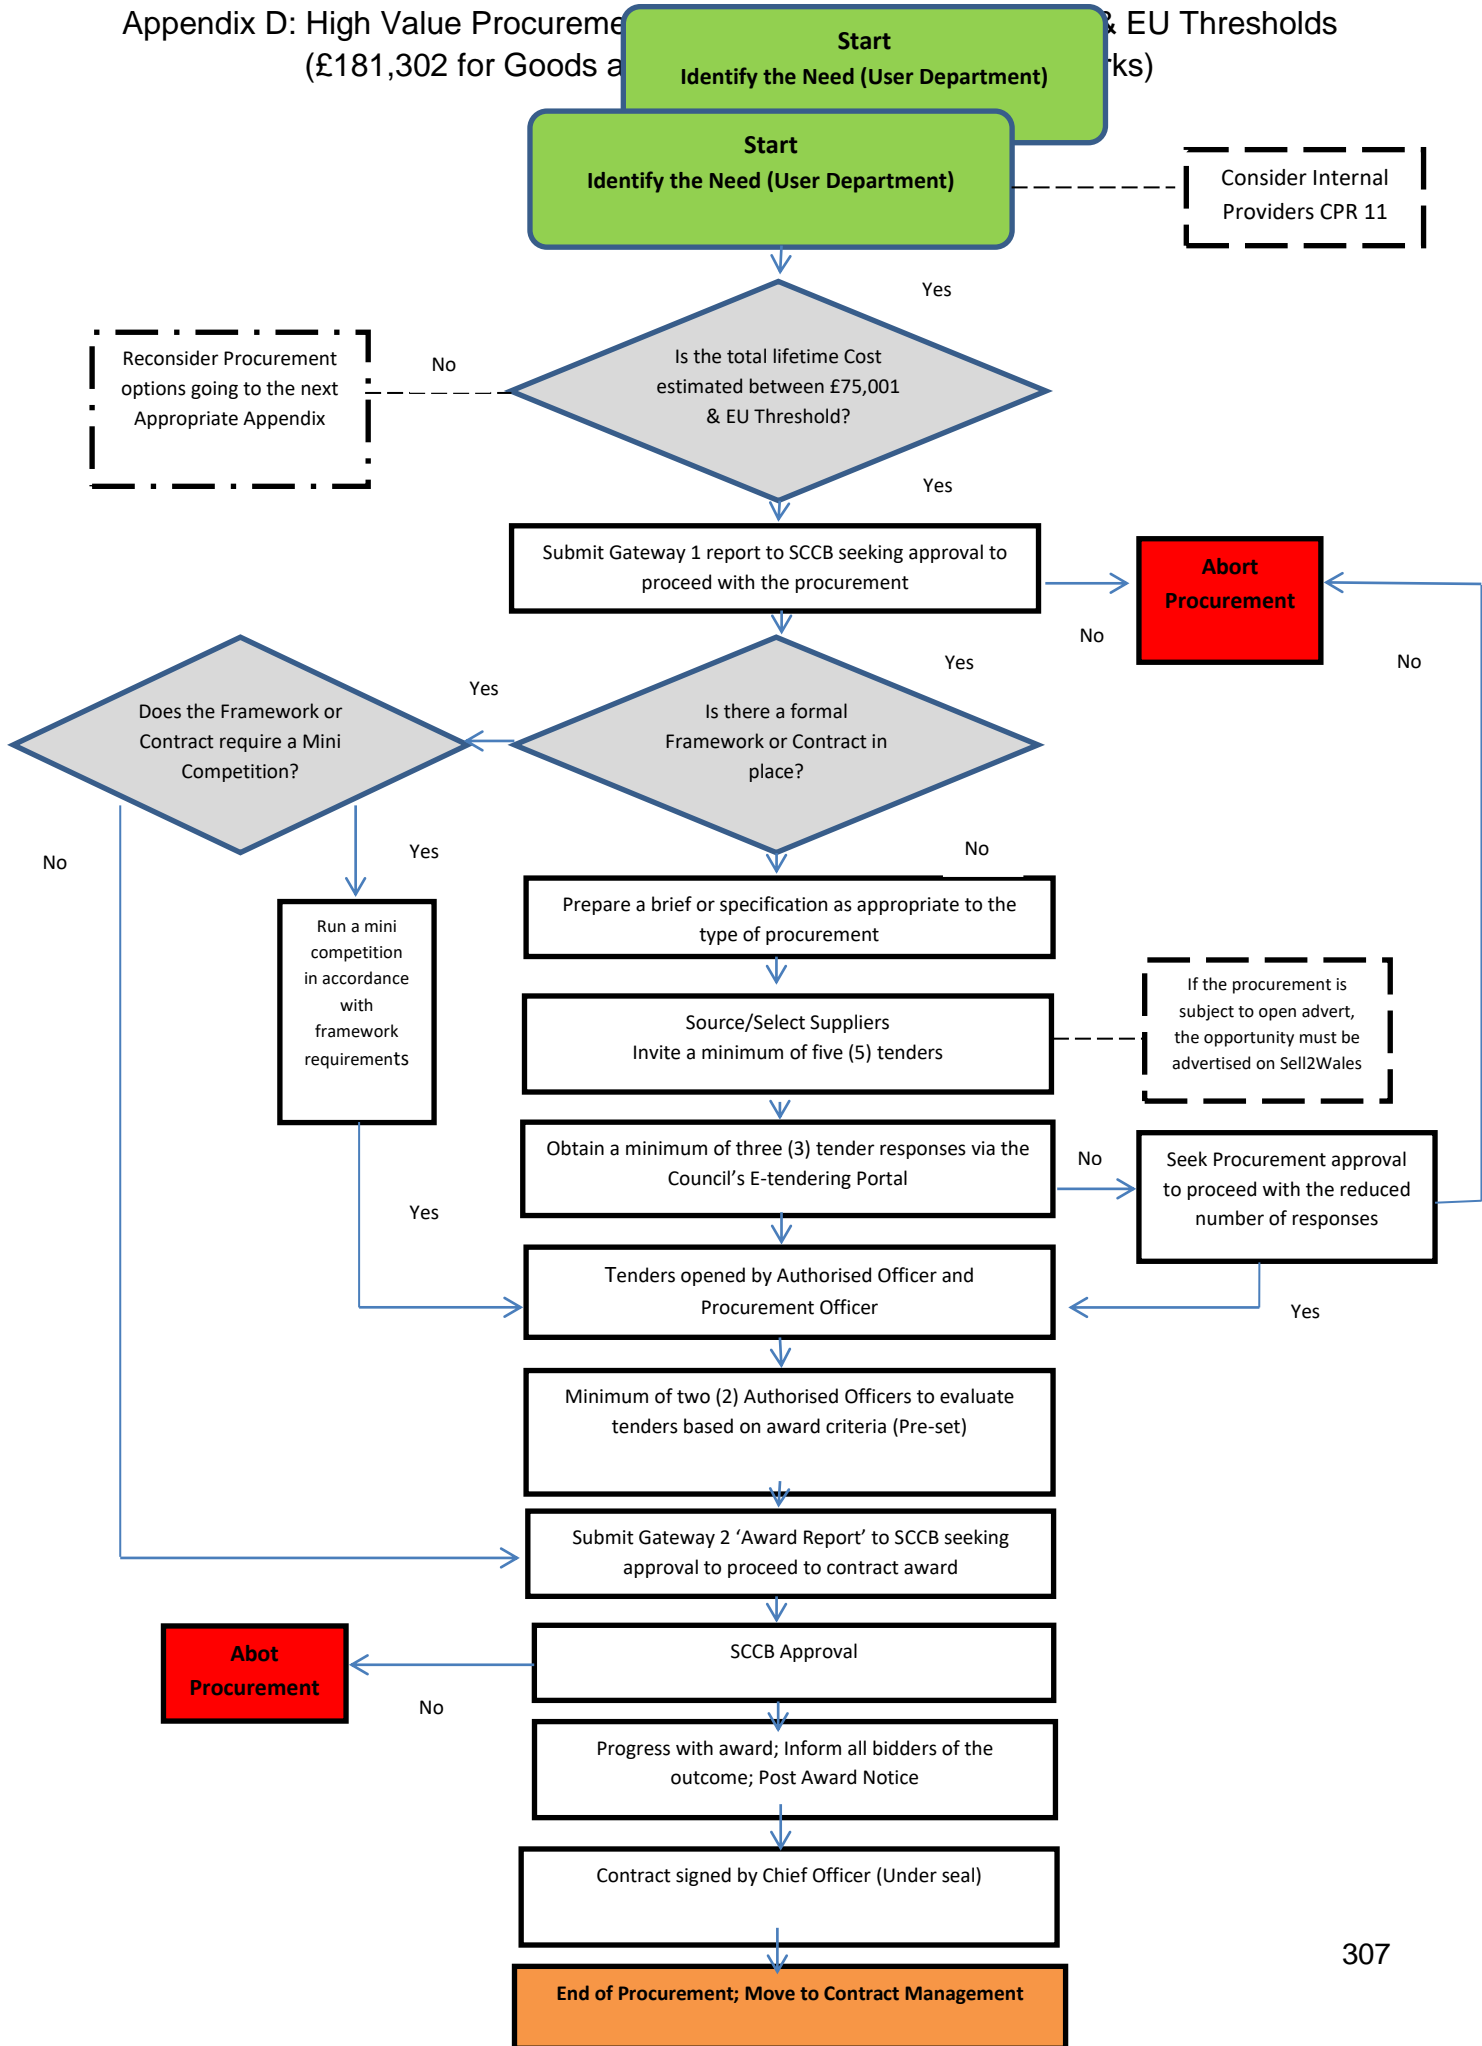 Appendix D: High Value Procureme
& EU Thresholds
(£181,302 for Goods a
rks)
Start
Identify the Need (User Department)
Start
Identify the Need (User Department)
Consider Internal
Providers CPR 11
Yes
Is the total lifetime Cost
estimated between £75,001
& EU Threshold?
No
Reconsider Procurement
options going to the next
Appropriate Appendix
Yes
Submit Gateway 1 report to SCCB seeking approval to
proceed with the procurement
Abort
Procurement
No
No
Yes
Yes
Is there a formal
Framework or Contract in
place?
Does the Framework or
Contract require a Mini
Competition?
No
Yes
No
Run a mini
competition
in accordance
with
framework
requirements
Prepare a brief or specification as appropriate to the
type of procurement
Source/Select Suppliers
Invite a minimum of five (5) tenders
If the procurement is
subject to open advert,
the opportunity must be
advertised on Sell2Wales
Obtain a minimum of three (3) tender responses via the
Council's E-tendering Portal
No
Seek Procurement approval
to proceed with the reduced
number of responses
Yes
Tenders opened by Authorised Officer and
Procurement Officer
Yes
Minimum of two (2) Authorised Officers to evaluate
tenders based on award criteria (Pre-set)
Submit Gateway 2 'Award Report' to SCCB seeking
approval to proceed to contract award
SCCB Approval
Abot
Procurement
No
Progress with award; Inform all bidders of the
outcome; Post Award Notice
Contract signed by Chief Officer (Under seal)
End of Procurement; Move to Contract Management
307